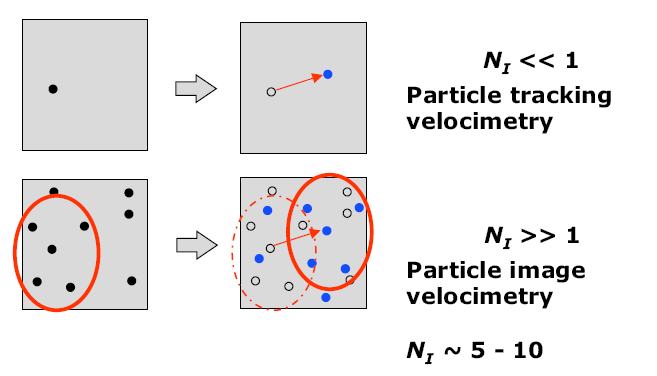 N_I << 1
Particle tracking
velocimetry
N_I >> 1
Particle image
velocimetry
N_I ~ 5 - 10